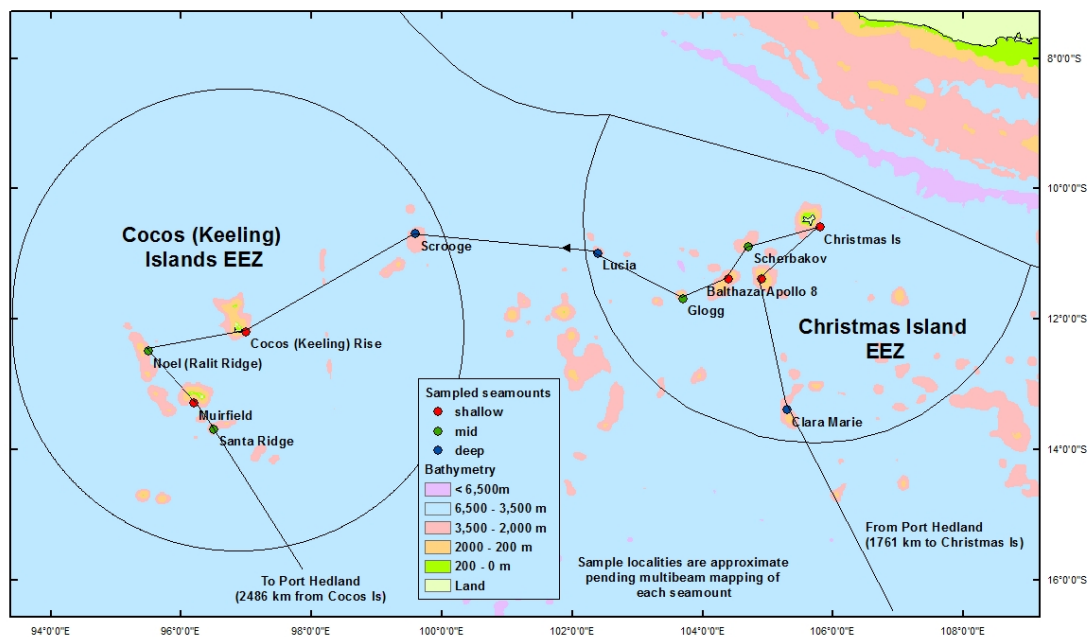 8°0'0"S
10°0'0"S
12°0'0"S
14°0'0"S
16°0'0"S
Cocos (Keeling)
Islands EEZ
Scrooge
Lucia
Christmas Is
Scherbakov
Balthazar
Apollo 8
Glogg
Christmas Island
EEZ
Cocos (Keeling) Rise
Noel (Ralit Ridge)
Muirfield
Santa Ridge
Clara Marie
Sampled seamounts
shallow
mid
deep
Bathymetry
< 6,500m
6,500 - 3,500 m
3,500 - 2,000 m
2000 - 200 m
200 - 0 m
Land
From Port Hedland
(1761 km to Christmas Is)
To Port Hedland
(2486 km from Cocos Is)
Sample localities are approximate
pending multibeam mapping of
each seamount
94°0'0"E
96°0'0"E
98°0'0"E
100°0'0"E
102°0'0"E
104°0'0"E
106°0'0"E
108°0'0"E